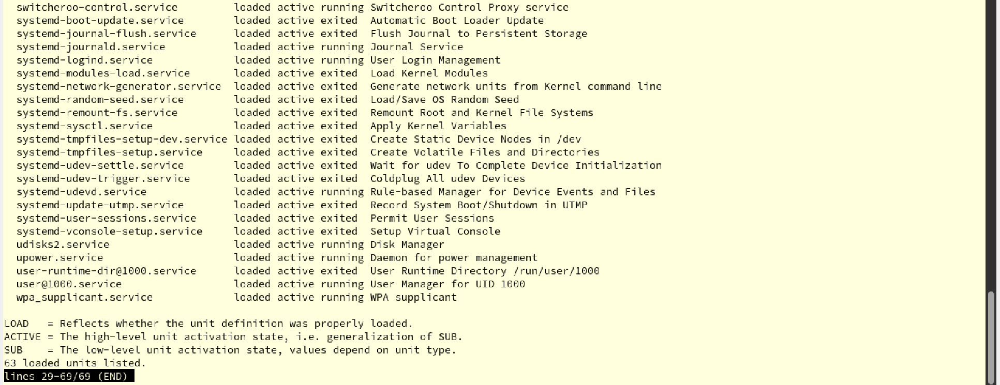 switcheroo-control.service         loaded active running Switcheroo Control Proxy service
systemd-boot-update.service        loaded active exited  Automatic Boot Loader Update
systemd-journal-flush.service      loaded active exited  Flush Journal to Persistent Storage
systemd-journald.service           loaded active running Journal Service
systemd-logind.service             loaded active running User Login Management
systemd-modules-load.service       loaded active exited  Load Kernel Modules
systemd-network-generator.service  loaded active exited  Generate network units from Kernel command line
systemd-random-seed.service        loaded active exited  Load/Save OS Random Seed
systemd-remount-fs.service         loaded active exited  Remount Root and Kernel File Systems
systemd-sysctl.service             loaded active exited  Apply Kernel Variables
systemd-tmpfiles-setup-dev.service loaded active exited  Create Static Device Nodes in /dev
systemd-tmpfiles-setup.service     loaded active exited  Create Volatile Files and Directories
systemd-udev-settle.service        loaded active exited  Wait for udev To Complete Device Initialization
systemd-udev-trigger.service       loaded active exited  Coldplug All udev Devices
systemd-udevd.service              loaded active running Rule-based Manager for Device Events and Files
systemd-update-utmp.service        loaded active exited  Record System Boot/Shutdown in UTMP
systemd-user-sessions.service      loaded active exited  Permit User Sessions
systemd-vconsole-setup.service     loaded active exited  Setup Virtual Console
udisks2.service                    loaded active running Disk Manager
upower.service                     loaded active running Daemon for power management
user-runtime-dir@1000.service      loaded active exited  User Runtime Directory /run/user/1000
user@1000.service                  loaded active running User Manager for UID 1000
wpa_supplicant.service             loaded active running WPA supplicant
LOAD   = Reflects whether the unit definition was properly loaded.
ACTIVE = The high-level unit activation state, i.e. generalization of SUB.
SUB    = The low-level unit activation state, values depend on unit type.
63 loaded units listed.
lines 29-69/69 (END)